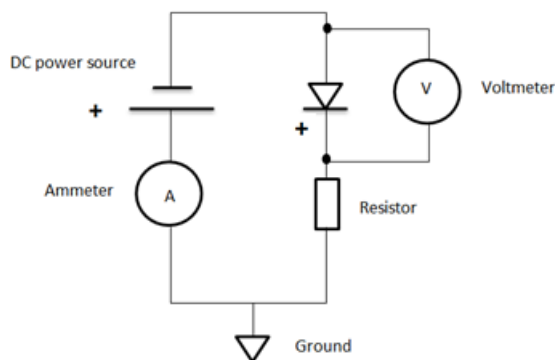 DC power source
+
V
Voltmeter
+
Ammeter
A
Resistor
Ground